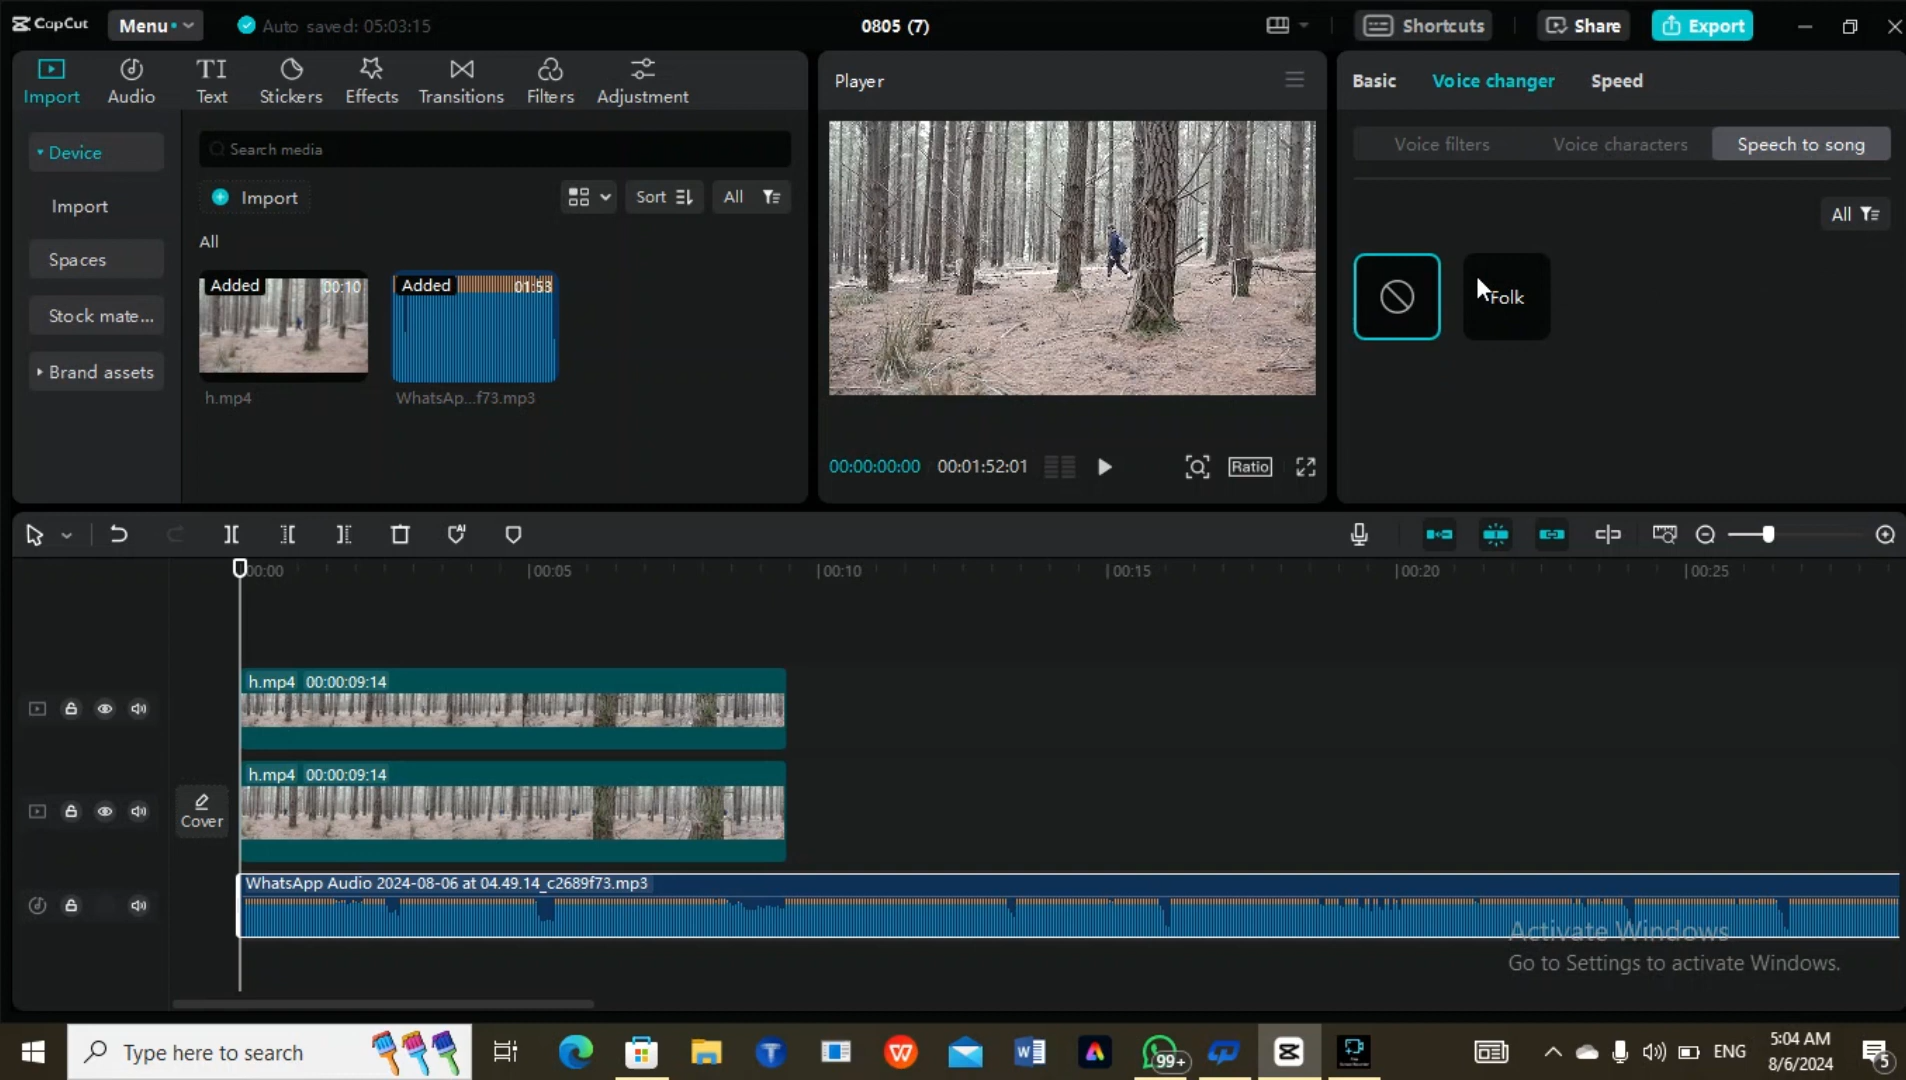 CapCut
Menu
Auto saved: 05:03:15
0805 (7)
Shortcuts
Share
Export
Import
Audio
TI
Text
Stickers
Effects
Transitions
Filters
Adjustment
Player
Basic
Voice changer
Speed
Device
Import
Spaces
Stock mate...
Brand assets
Search media
Import
Sort
All
All
Added
00:10
Added
01:53
h.mp4
WhatsAp...f73.mp3
Voice filters
Voice characters
Speech to song
All
Folk
00:00:00:00
00:01:52:01
Ratio
00:00
00:05
00:10
00:15
00:20
00:25
h.mp4 00:00:09:14
h.mp4 00:00:09:14
Cover
WhatsApp Audio 2024-08-06 at 04.49.14_c2689f73.mp3
Activate Windows
Go to Settings to activate Windows.
Type here to search
99+
ENG
5:04 AM
8/6/2024
5